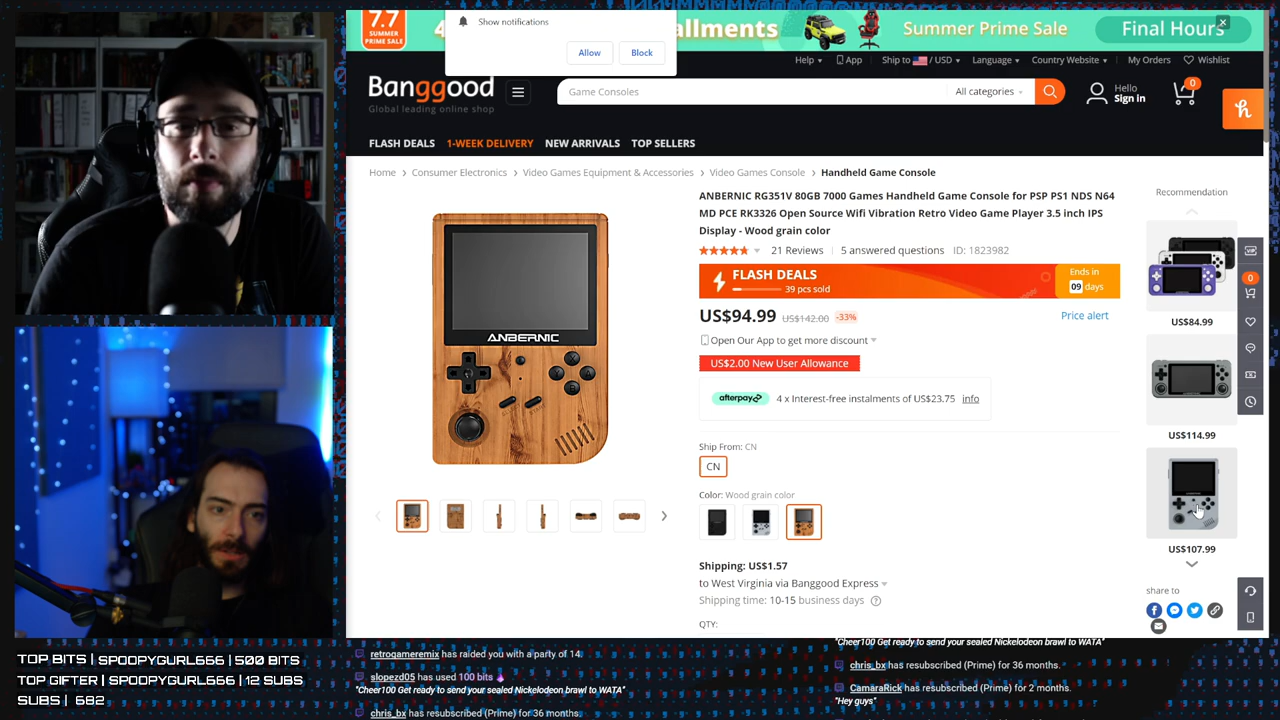 7.7
SUMMER
PRIME SALE
Show notifications
Allow
Block
allments
Summer Prime Sale
Final Hours
Help
App
Ship to / USD
Language
Country Website
My Orders
Wishlist
Banggood
Global leading online shop
Game Consoles
All categories
Hello
Sign in
0
FLASH DEALS
1-WEEK DELIVERY
NEW ARRIVALS
TOP SELLERS
Home > Consumer Electronics > Video Games Equipment & Accessories > Video Games Console > Handheld Game Console
ANBERNIC RG351V 80GB 7000 Games Handheld Game Console for PSP PS1 NDS N64
MD PCE RK3326 Open Source Wifi Vibration Retro Video Game Player 3.5 inch IPS
Display - Wood grain color
21 Reviews | 5 answered questions | ID: 1823982
FLASH DEALS
39 pcs sold
Ends in
09 days
US$94.99 US$142.00 -33%
Price alert
Open Our App to get more discount
US$2.00 New User Allowance
afterpay 4 x Interest-free instalments of US$23.75 info
Ship From: CN
CN
Color: Wood grain color
Shipping: US$1.57
to West Virginia via Banggood Express
Shipping time: 10-15 business days ?
QTY:
ANBERNIC
Recommendation
US$84.99
US$114.99
US$107.99
share to
VIP
0
TOP BITS | SPOOPYGURL666 | 500 BITS
TOP GIFTER | SPOOPYGURL666 | 12 SUBS
SUBS | 682
retrogameremix has raided you with a party of 14.
slopezd05 has used 100 bits
"Cheer100 Get ready to send your sealed Nickelodeon brawl to WATA"
chris_bx has resubscribed (Prime) for 36 months.
"Cheer100 Get ready to send your sealed Nickelodeon brawl to WATA"
chris_bx has resubscribed (Prime) for 36 months.
CamaraRick has resubscribed (Prime) for 2 months.
"Hey guys"